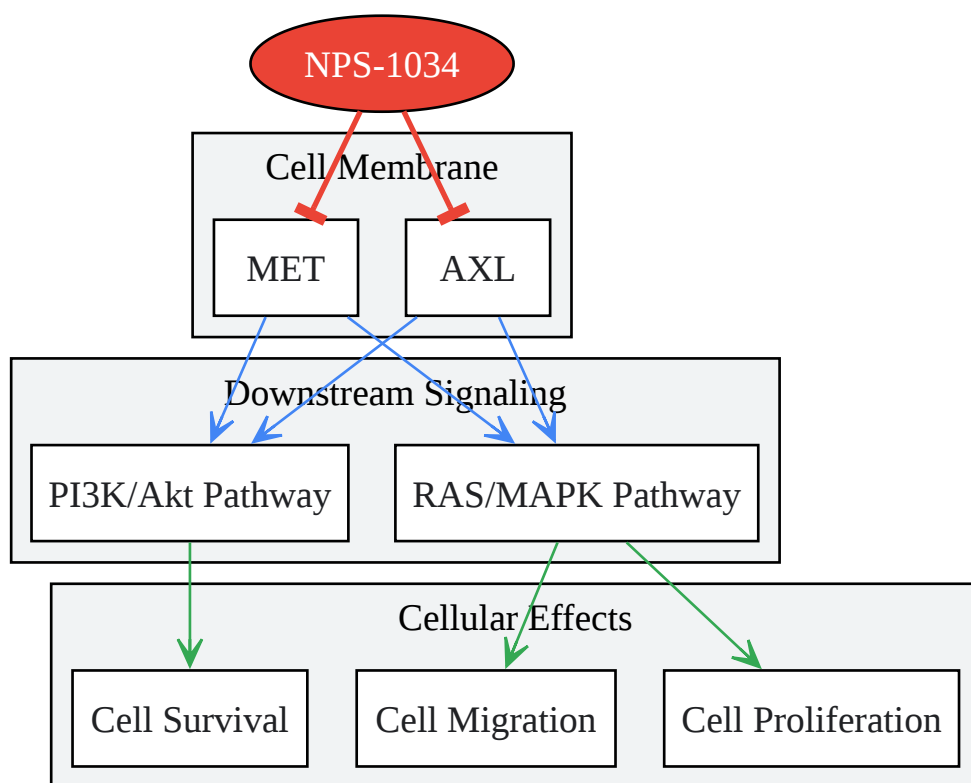 NPS-1034
Cell Membrane
MET
AXL
Downstream Signaling
PI3K/Akt Pathway
RAS/MAPK Pathway
Cellular Effects
Cell Survival
Cell Migration
Cell Proliferation